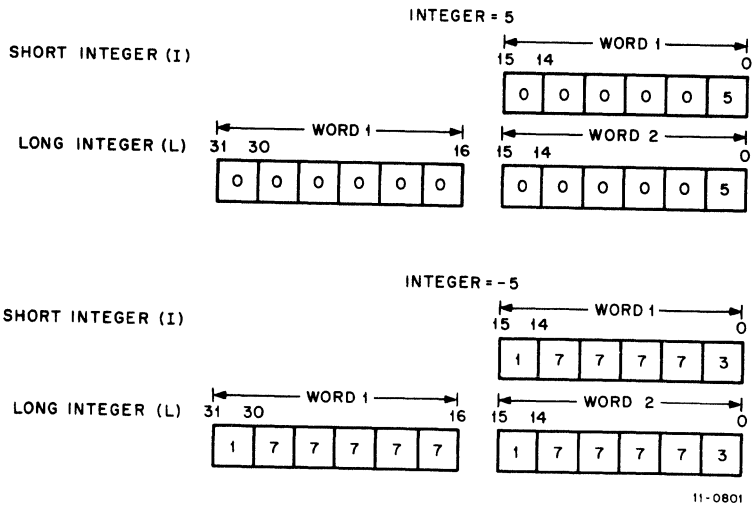 INTEGER = 5
SHORT INTEGER (I)
WORD 1
15 14 0
0 0 0 0 0 5
LONG INTEGER (L)
WORD 1
WORD 2
31 30 16 15 14 0
0 0 0 0 0 0 0 0 0 0 0 5
INTEGER = -5
SHORT INTEGER (I)
WORD 1
15 14 0
1 7 7 7 7 3
LONG INTEGER (L)
WORD 1
WORD 2
31 30 16 15 14 0
1 7 7 7 7 7 1 7 7 7 7 3
11-0801